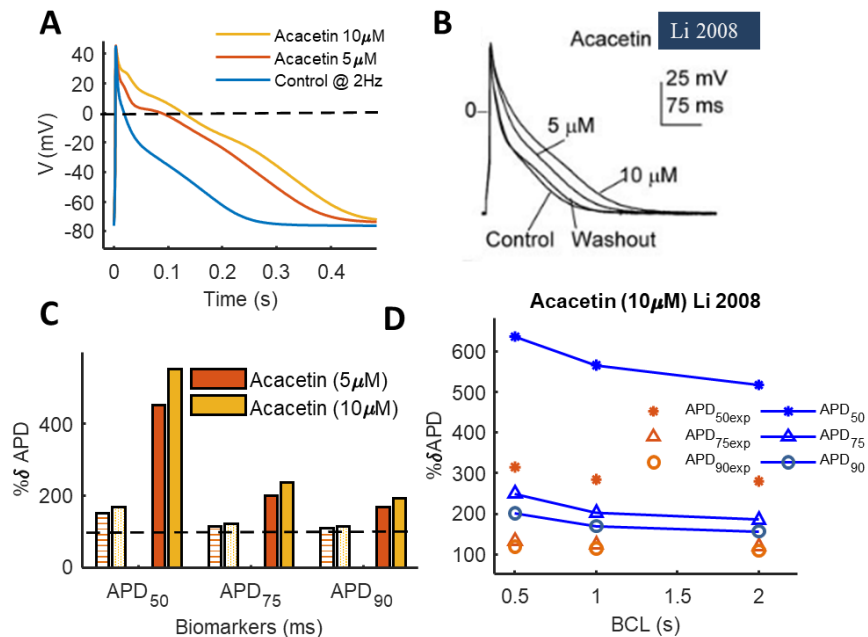 A
Acacetin 10μM
Acacetin 5μM
Control @ 2Hz
40
20
0
-20
-40
-60
-80
V (mV)
0
0.1
0.2
0.3
0.4
Time (s)
B
Acacetin
Li 2008
25 mV
75 ms
0
5 μM
10 μM
Control
Washout
C
Acacetin (5μM)
Acacetin (10μM)
400
200
0
%δ APD
APD50
APD75
APD90
Biomarkers (ms)
D
Acacetin (10μM) Li 2008
600
500
400
300
200
100
%δAPD
APD50exp
APD50
APD75exp
APD75
APD90exp
APD90
0.5
1
2
BCL (s)